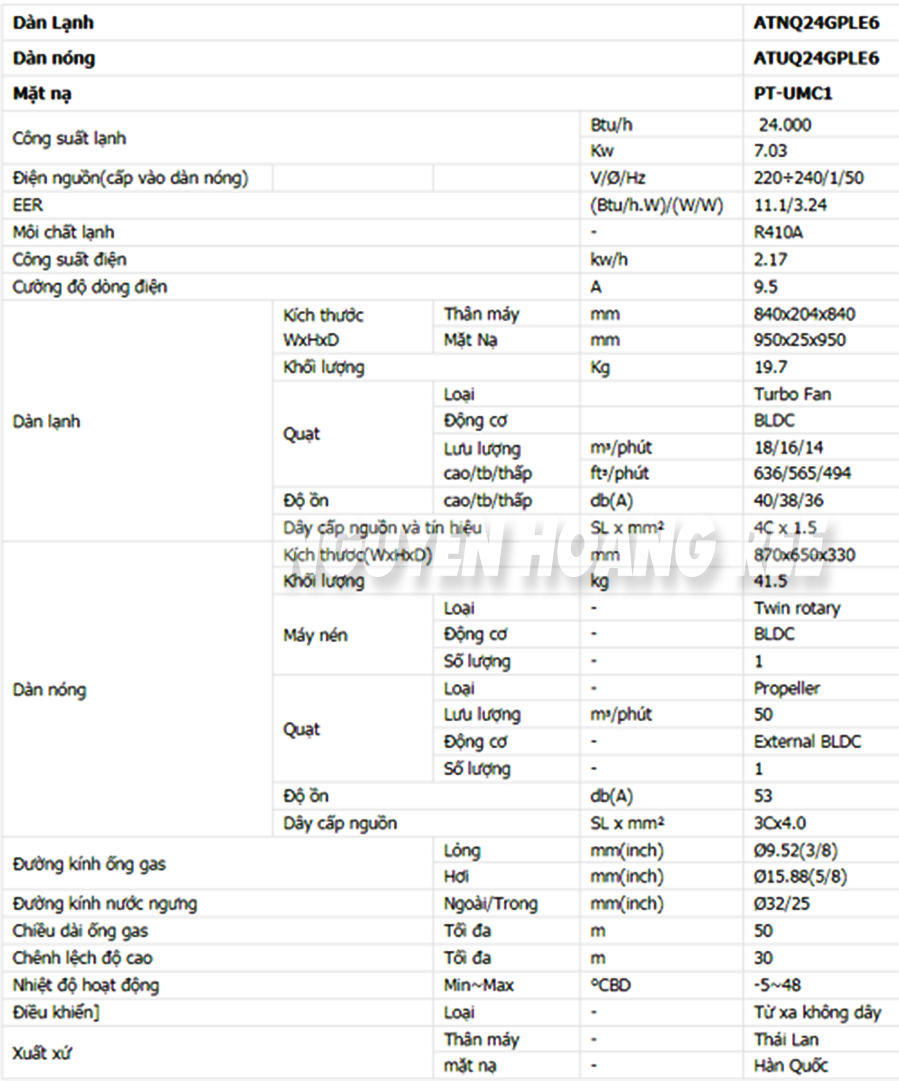 Dàn Lạnh ATNQ24GPLE6
Dàn nóng ATUQ24GPLE6
Mặt nạ PT-UMC1
Công suất lạnh Btu/h 24.000
Kw 7.03
Điện nguồn(cấp vào dàn nóng) V/Ø/Hz 220÷240/1/50
EER (Btu/h.W)/(W/W) 11.1/3.24
Môi chất lạnh - R410A
Công suất điện kw/h 2.17
Cường độ dòng điện A 9.5
Dàn lạnh Kích thước WxHxD Thân máy mm 840x204x840
Mặt Nạ mm 950x25x950
Khối lượng Kg 19.7
Quạt Loại Turbo Fan
Động cơ BLDC
Lưu lượng cao/tb/thấp m³/phút 18/16/14
ft³/phút 636/565/494
Độ ồn cao/tb/thấp db(A) 40/38/36
Dây cấp nguồn và tín hiệu SL x mm² 4C x 1.5
NGUYEN HOANG REE
Dàn nóng Kích thước(WxHxD) mm 870x650x330
Khối lượng kg 41.5
Máy nén Loại - Twin rotary
Động cơ - BLDC
Số lượng - 1
Quạt Loại - Propeller
Lưu lượng m³/phút 50
Động cơ - External BLDC
Số lượng - 1
Độ ồn db(A) 53
Dây cấp nguồn SL x mm² 3Cx4.0
Đường kính ống gas Lỏng mm(inch) Ø9.52(3/8)
Hơi mm(inch) Ø15.88(5/8)
Đường kính nước ngưng Ngoài/Trong mm(inch) Ø32/25
Chiều dài ống gas Tối đa m 50
Chênh lệch độ cao Tối đa m 30
Nhiệt độ hoạt động Min~Max ºCBD -5~48
Điều khiển] Loại - Từ xa không dây
Xuất xứ Thân máy - Thái Lan
mặt nạ - Hàn Quốc